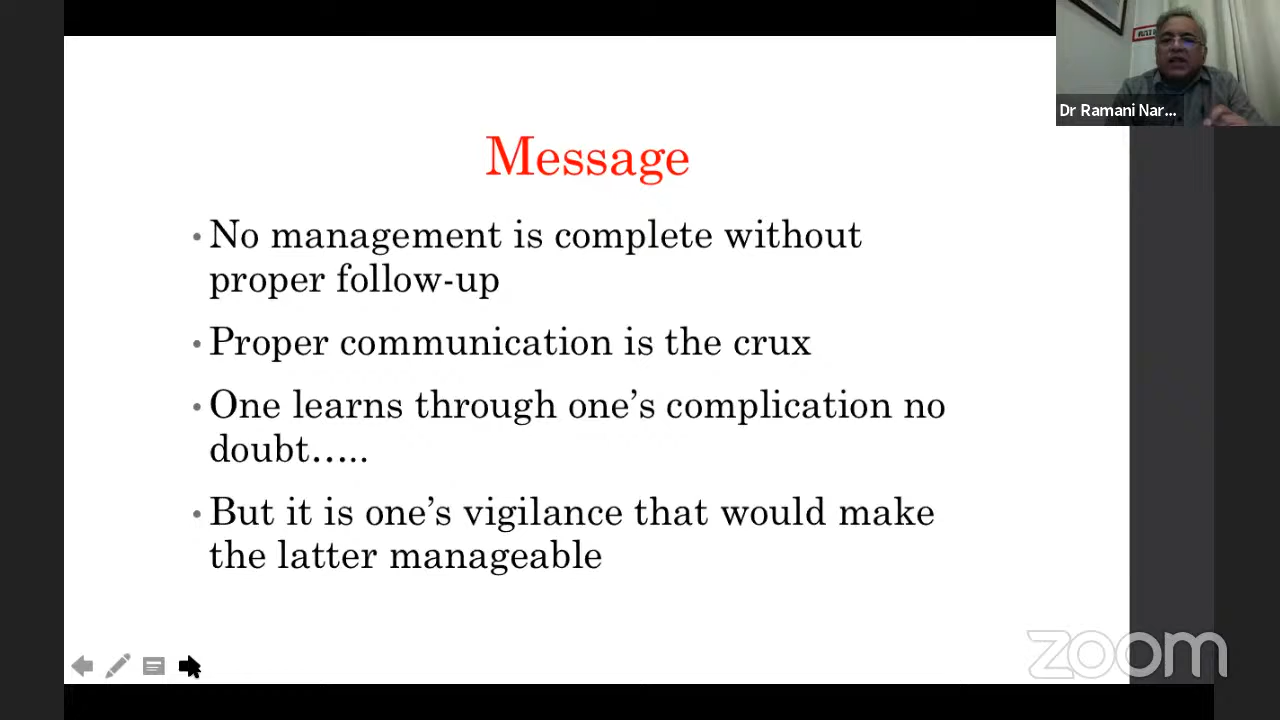 Dr Ramani Nar...
Message
• No management is complete without
proper follow-up
• Proper communication is the crux
• One learns through one’s complication no
doubt…..
• But it is one’s vigilance that would make
the latter manageable
zoom